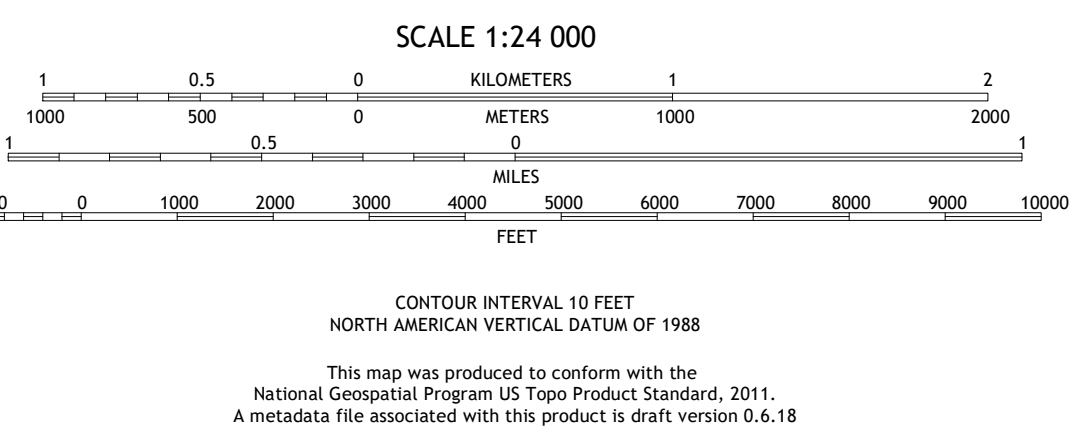 SCALE 1:24 000
1 0.5 0 KILOMETERS 1 2
1000 500 0 METERS 1000 2000
1 0.5 0 1
MILES
0 0 1000 2000 3000 4000 5000 6000 7000 8000 9000 10000
FEET
CONTOUR INTERVAL 10 FEET
NORTH AMERICAN VERTICAL DATUM OF 1988
This map was produced to conform with the
National Geospatial Program US Topo Product Standard, 2011.
A metadata file associated with this product is draft version 0.6.18